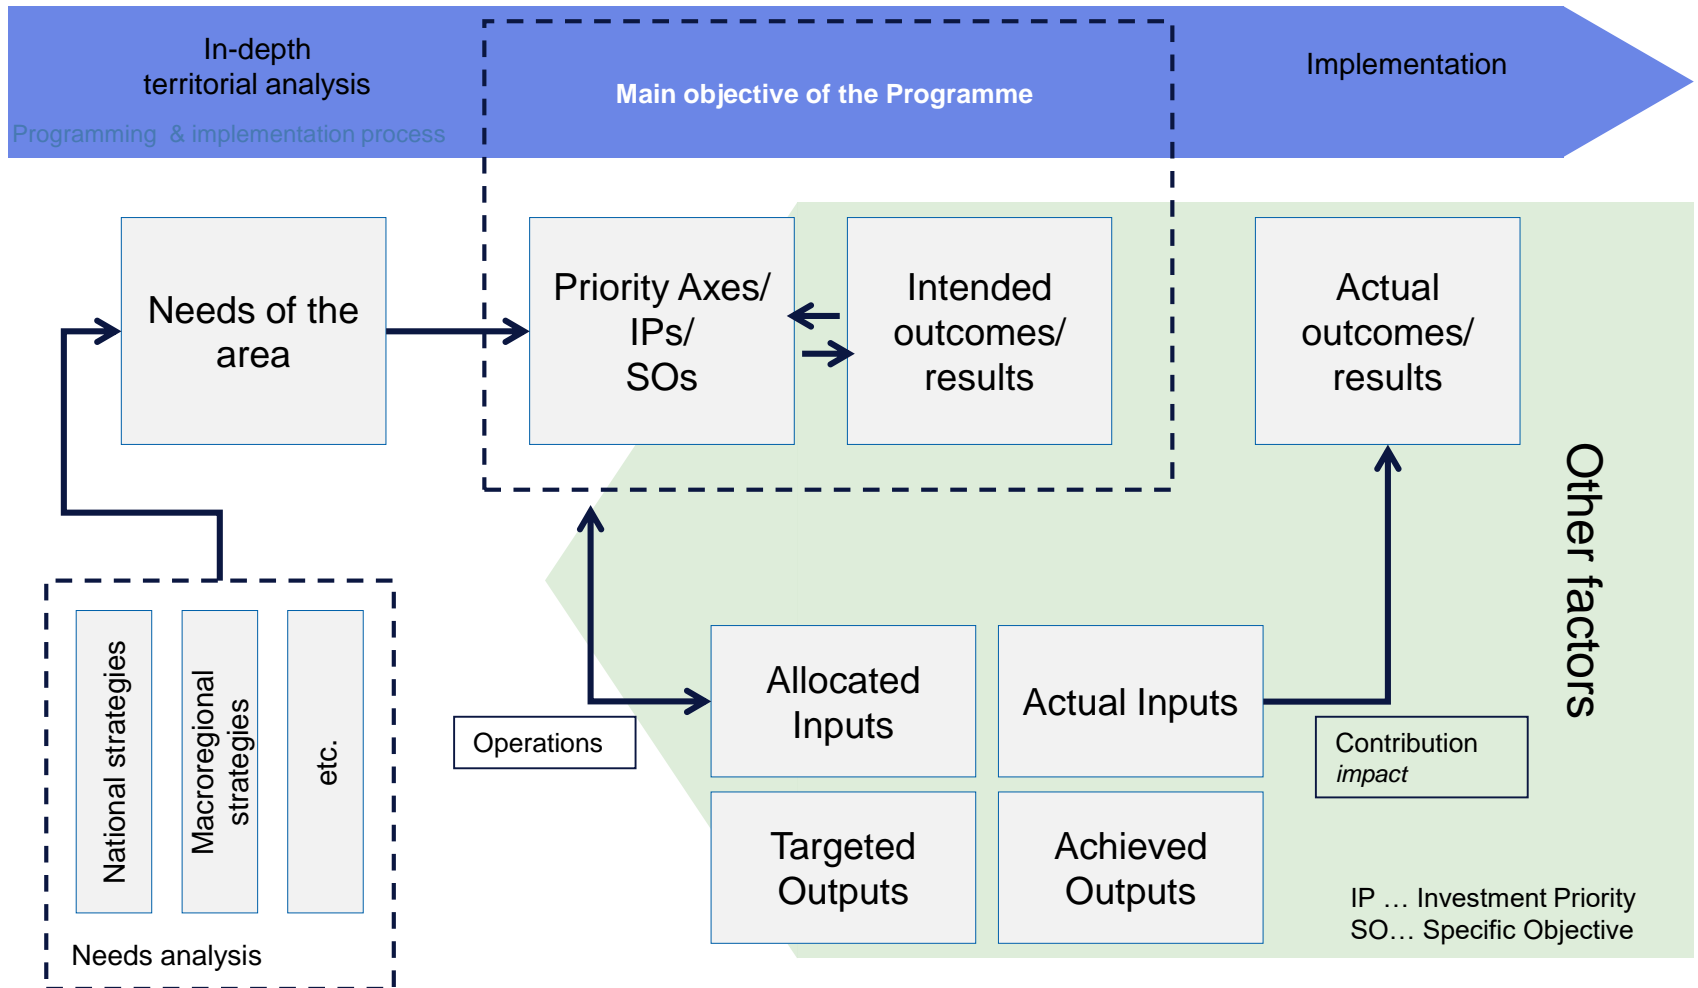 In-depth
territorial analysis
Programming & implementation process
Main objective of the Programme
Implementation
Needs of the
area
Priority Axes/
IPs/
SOs
Intended
outcomes/
results
Actual
outcomes/
results
Other factors
National strategies
Macroregional
strategies
etc.
Needs analysis
Operations
Allocated
Inputs
Actual Inputs
Contribution
impact
Targeted
Outputs
Achieved
Outputs
IP … Investment Priority
SO… Specific Objective